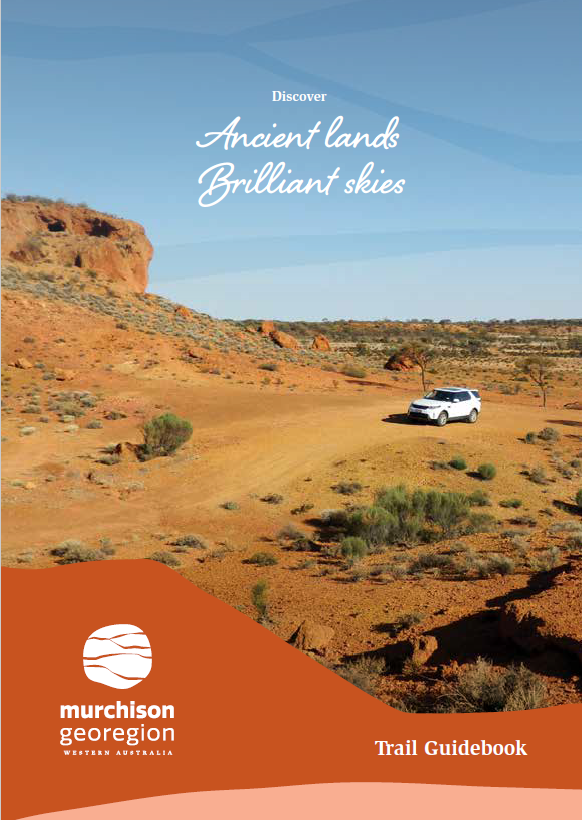 Discover
Ancient lands
Brilliant skies
murchison
georegion
WESTERN AUSTRALIA
Trail Guidebook